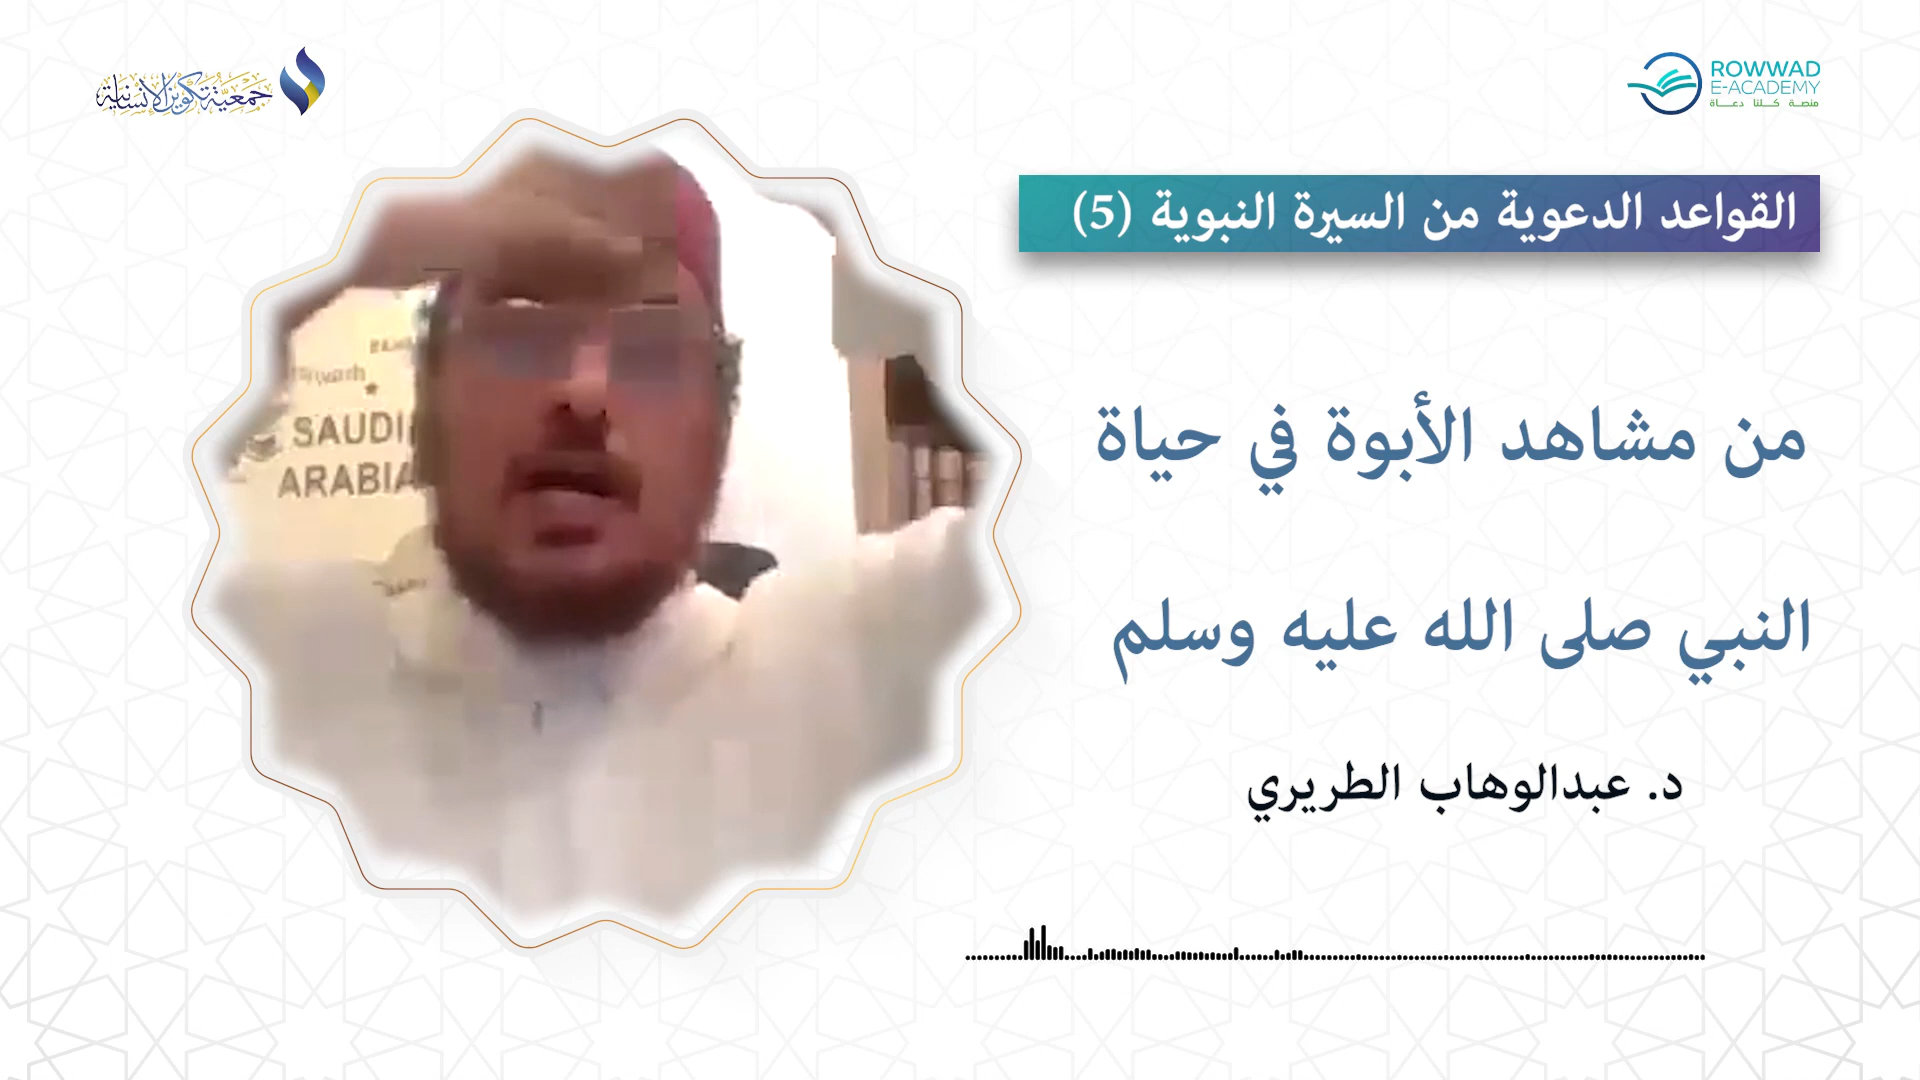 جمعية تكوين الإنسانية
ROWWAD
E-ACADEMY
منصة كلنا دعاة
القواعد الدعوية من السيرة النبوية (5)
من مشاهد الأبوة في حياة
النبي صلى الله عليه وسلم
د. عبدالوهاب الطريري
SAUDI
ARABIA